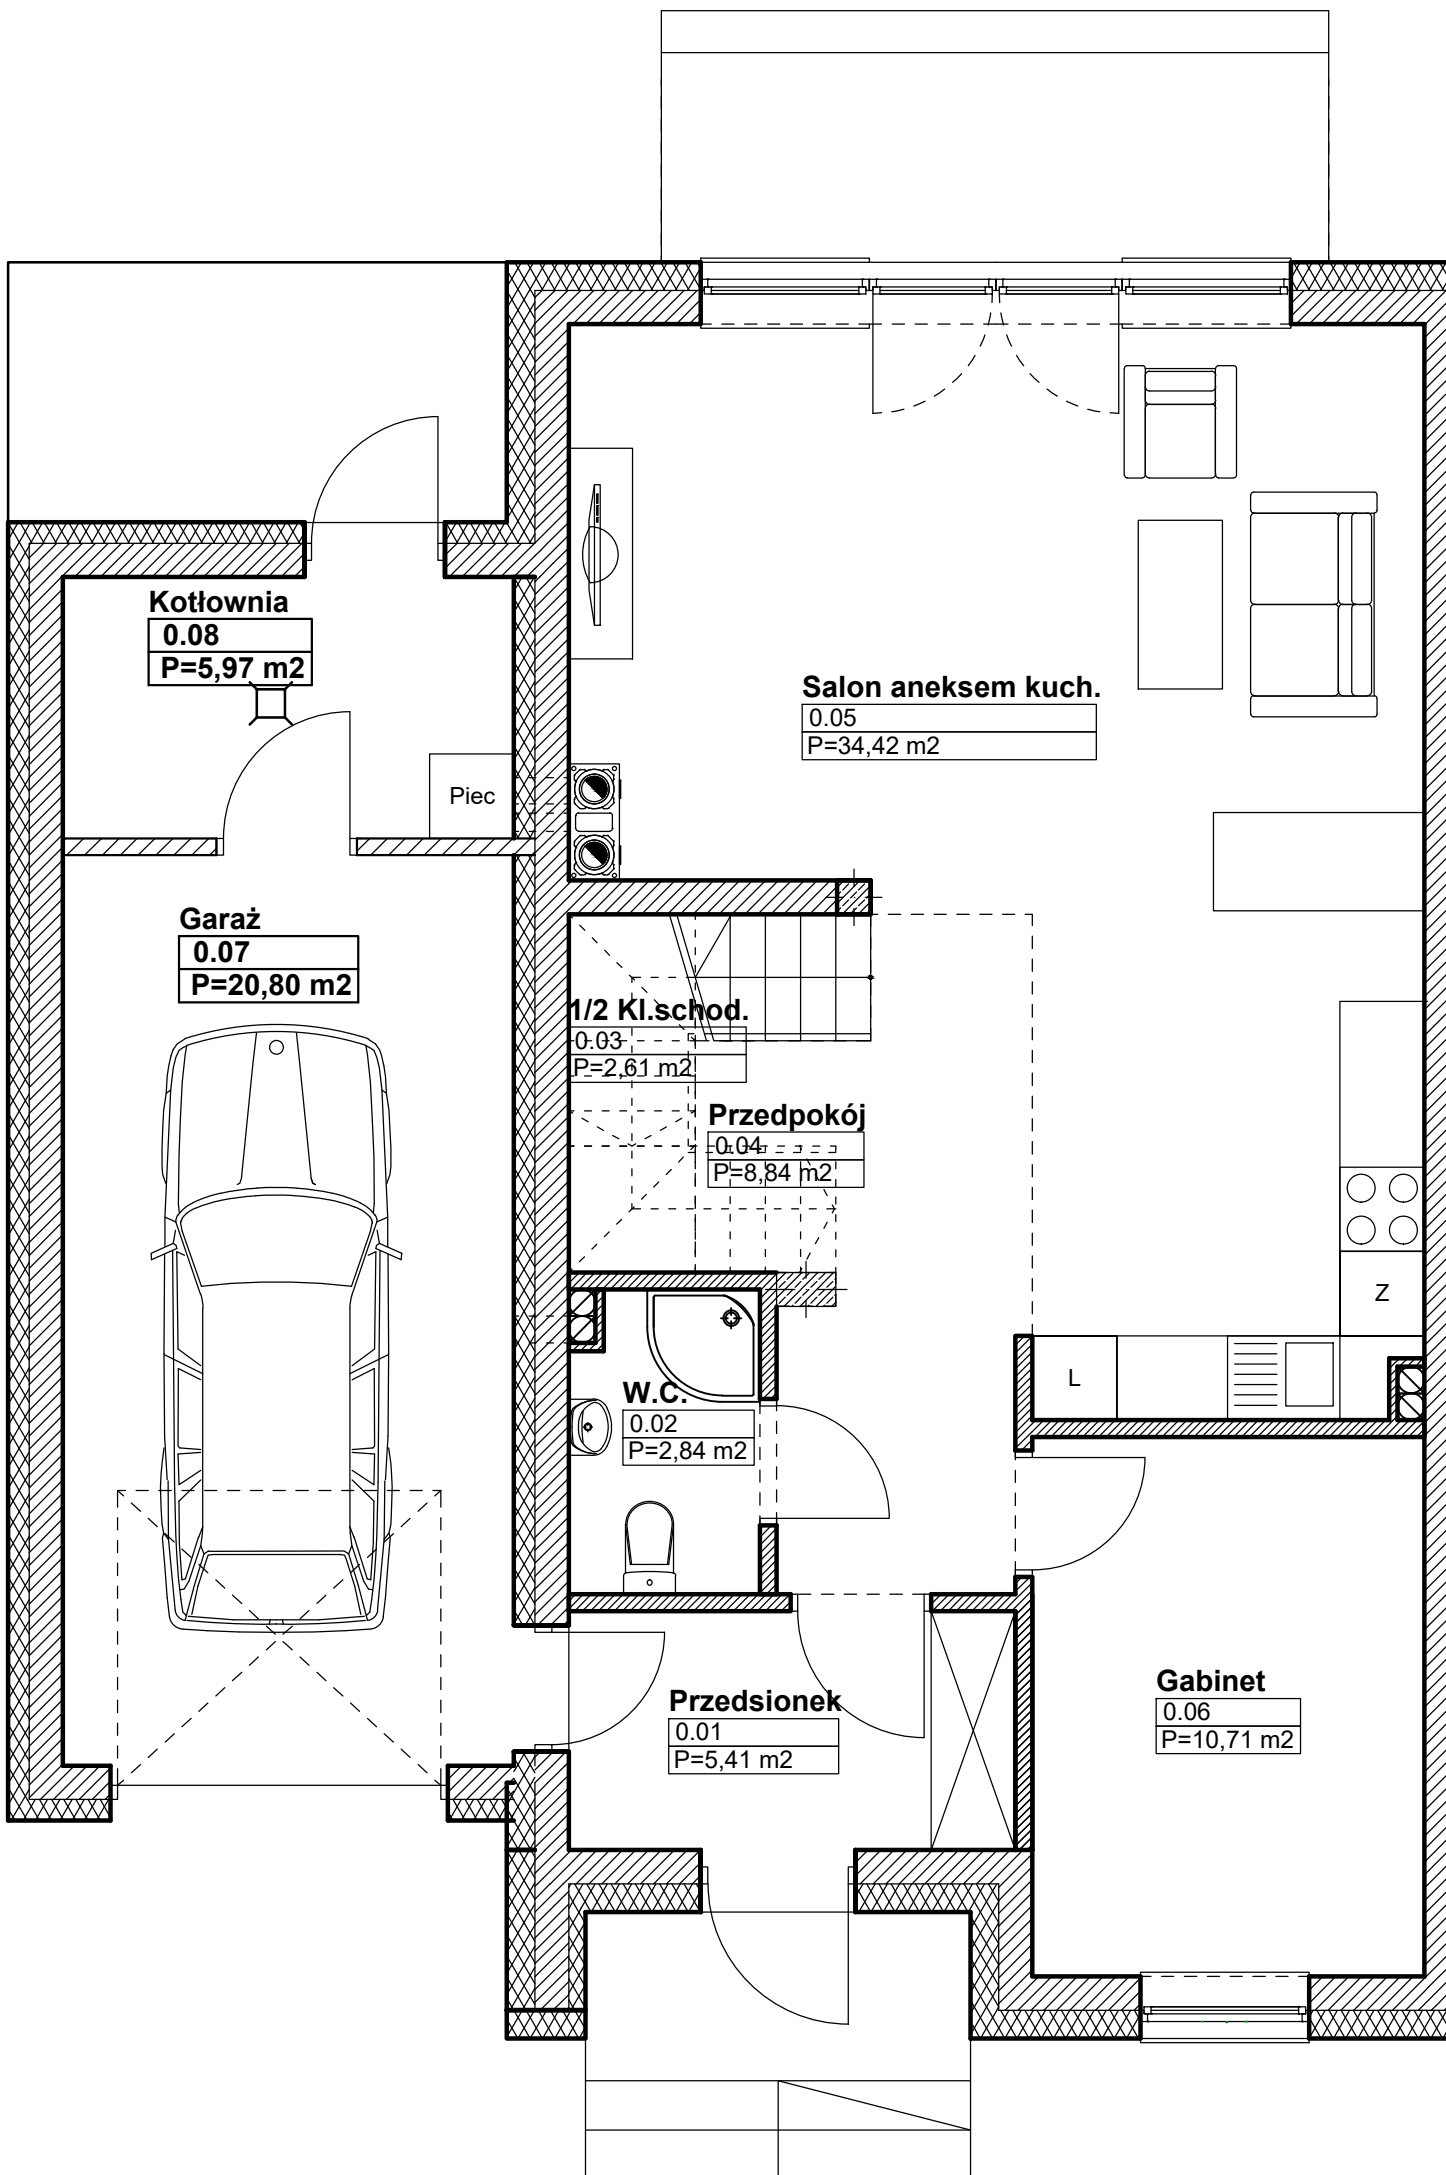 Kotłownia
0.08
P=5,97 m2
Salon aneksem kuch.
0.05
P=34,42 m2
Piec
Garaż
0.07
P=20,80 m2
1/2 Kl.schod.
0.03
P=2,61 m2
Przedpokój
0.04
P=8,84 m2
Z
L
W.C.
0.02
P=2,84 m2
Przedsionek
0.01
P=5,41 m2
Gabinet
0.06
P=10,71 m2